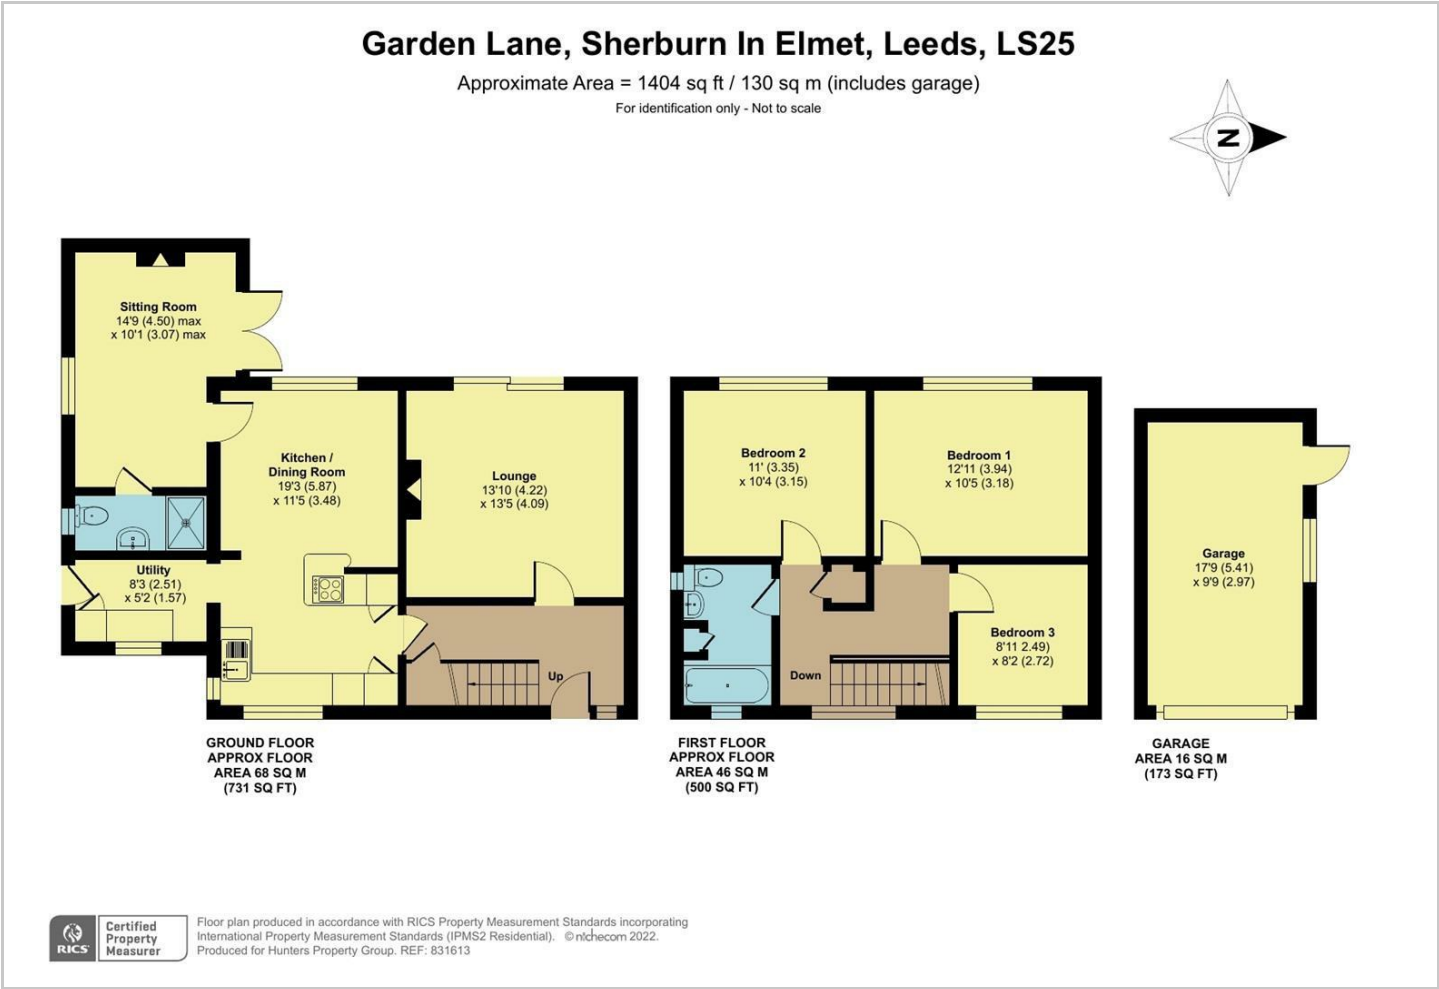 Garden Lane, Sherburn In Elmet, Leeds, LS25
Approximate Area = 1404 sq ft / 130 sq m (includes garage)
For identification only - Not to scale
N
Sitting Room
14'9 (4.50) max
x 10'1 (3.07) max
Kitchen /
Dining Room
19'3 (5.87)
x 11'5 (3.48)
Lounge
13'10 (4.22)
x 13'5 (4.09)
Utility
8'3 (2.51)
x 5'2 (1.57)
Up
Bedroom 2
11' (3.35)
x 10'4 (3.15)
Bedroom 1
12'11 (3.94)
x 10'5 (3.18)
Bedroom 3
8'11 2.49)
x 8'2 (2.72)
Down
Garage
17'9 (5.41)
x 9'9 (2.97)
GROUND FLOOR
APPROX FLOOR
AREA 68 SQ M
(731 SQ FT)
FIRST FLOOR
APPROX FLOOR
AREA 46 SQ M
(500 SQ FT)
GARAGE
AREA 16 SQ M
(173 SQ FT)
RICS
Certified
Property
Measurer
Floor plan produced in accordance with RICS Property Measurement Standards incorporating
International Property Measurement Standards (IPMS2 Residential). © nichecom 2022.
Produced for Hunters Property Group. REF: 831613